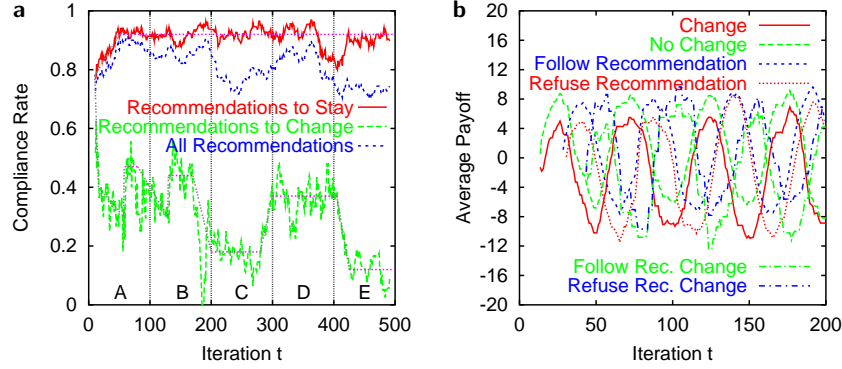 a
Compliance Rate
1
0.8
0.6
0.4
0.2
0
Recommendations to Stay
Recommendations to Change
All Recommendations
A B C D E
0 100 200 300 400 500
Iteration t
b
Average Payoff
20
16
12
8
4
0
-4
-8
-12
-16
-20
Change
No Change
Follow Recommendation
Refuse Recommendation
Follow Rec. Change
Refuse Rec. Change
0 50 100 150 200
Iteration t